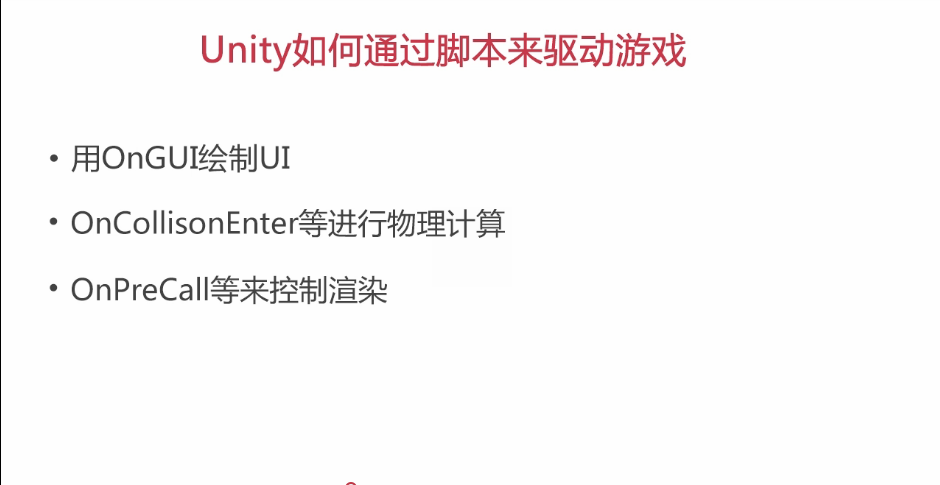 Unity如何通过脚本来驱动游戏
• 用OnGUI绘制UI
• OnCollisonEnter等进行物理计算
• OnPreCall等来控制渲染